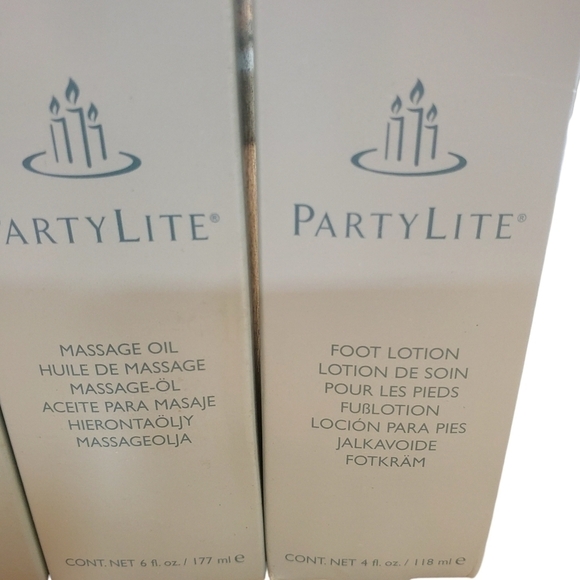 PARTYLITE®
MASSAGE OIL
HUILE DE MASSAGE
MASSAGE-ÖL
ACEITE PARA MASAJE
HIERONTAÖLJY
MASSAGEOLJA
CONT. NET 6 fl. oz. / 177 ml e
PARTYLITE®
FOOT LOTION
LOTION DE SOIN
POUR LES PIEDS
FUßLOTION
LOCIÓN PARA PIES
JALKAVOIDE
FOTKRÄM
CONT. NET 4 fl. oz. / 118 ml e